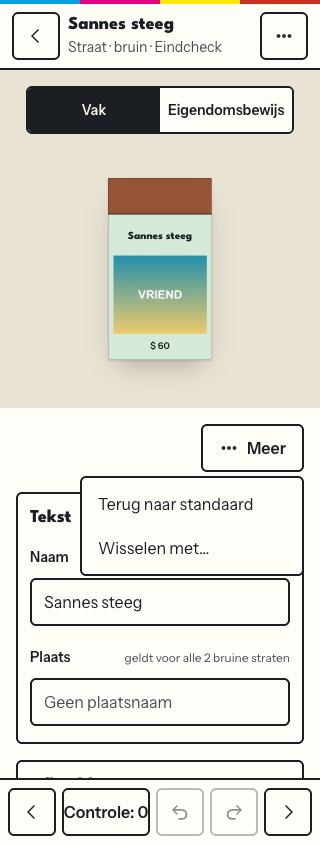 Sannes steeg
Straat · bruin · Eindcheck
Vak
Eigendomsbewijs
Sannes steeg
VRIEND
$ 60
Meer
Terug naar standaard
Wisselen met...
Tekst
Naam
Sannes steeg
Plaats
geldt voor alle 2 bruine straten
Geen plaatsnaam
Controle: 0